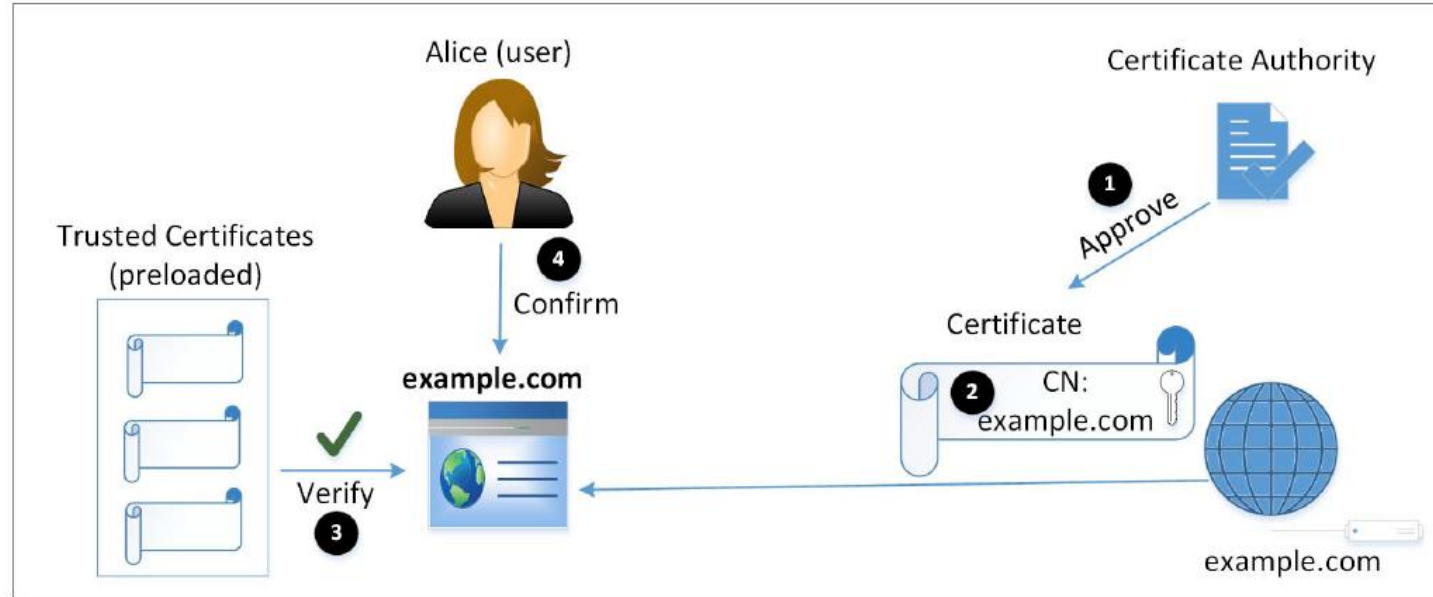 Alice (user)
Certificate Authority
1
Approve
Trusted Certificates
(preloaded)
4
Confirm
Certificate
example.com
2
CN:
example.com
Verify
3
example.com